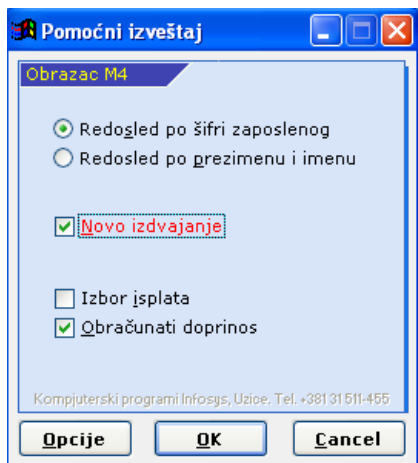 Pomoćni izveštaj
Obrazac M4
Redosled po šifri zaposlenog
Redosled po prezimenu i imenu
Novo izdvajanje
Izbor isplata
Obračunati doprinos
Kompjuterski programi Infosys, Uzice. Tel. +381 31 511-455
Opcije OK Cancel